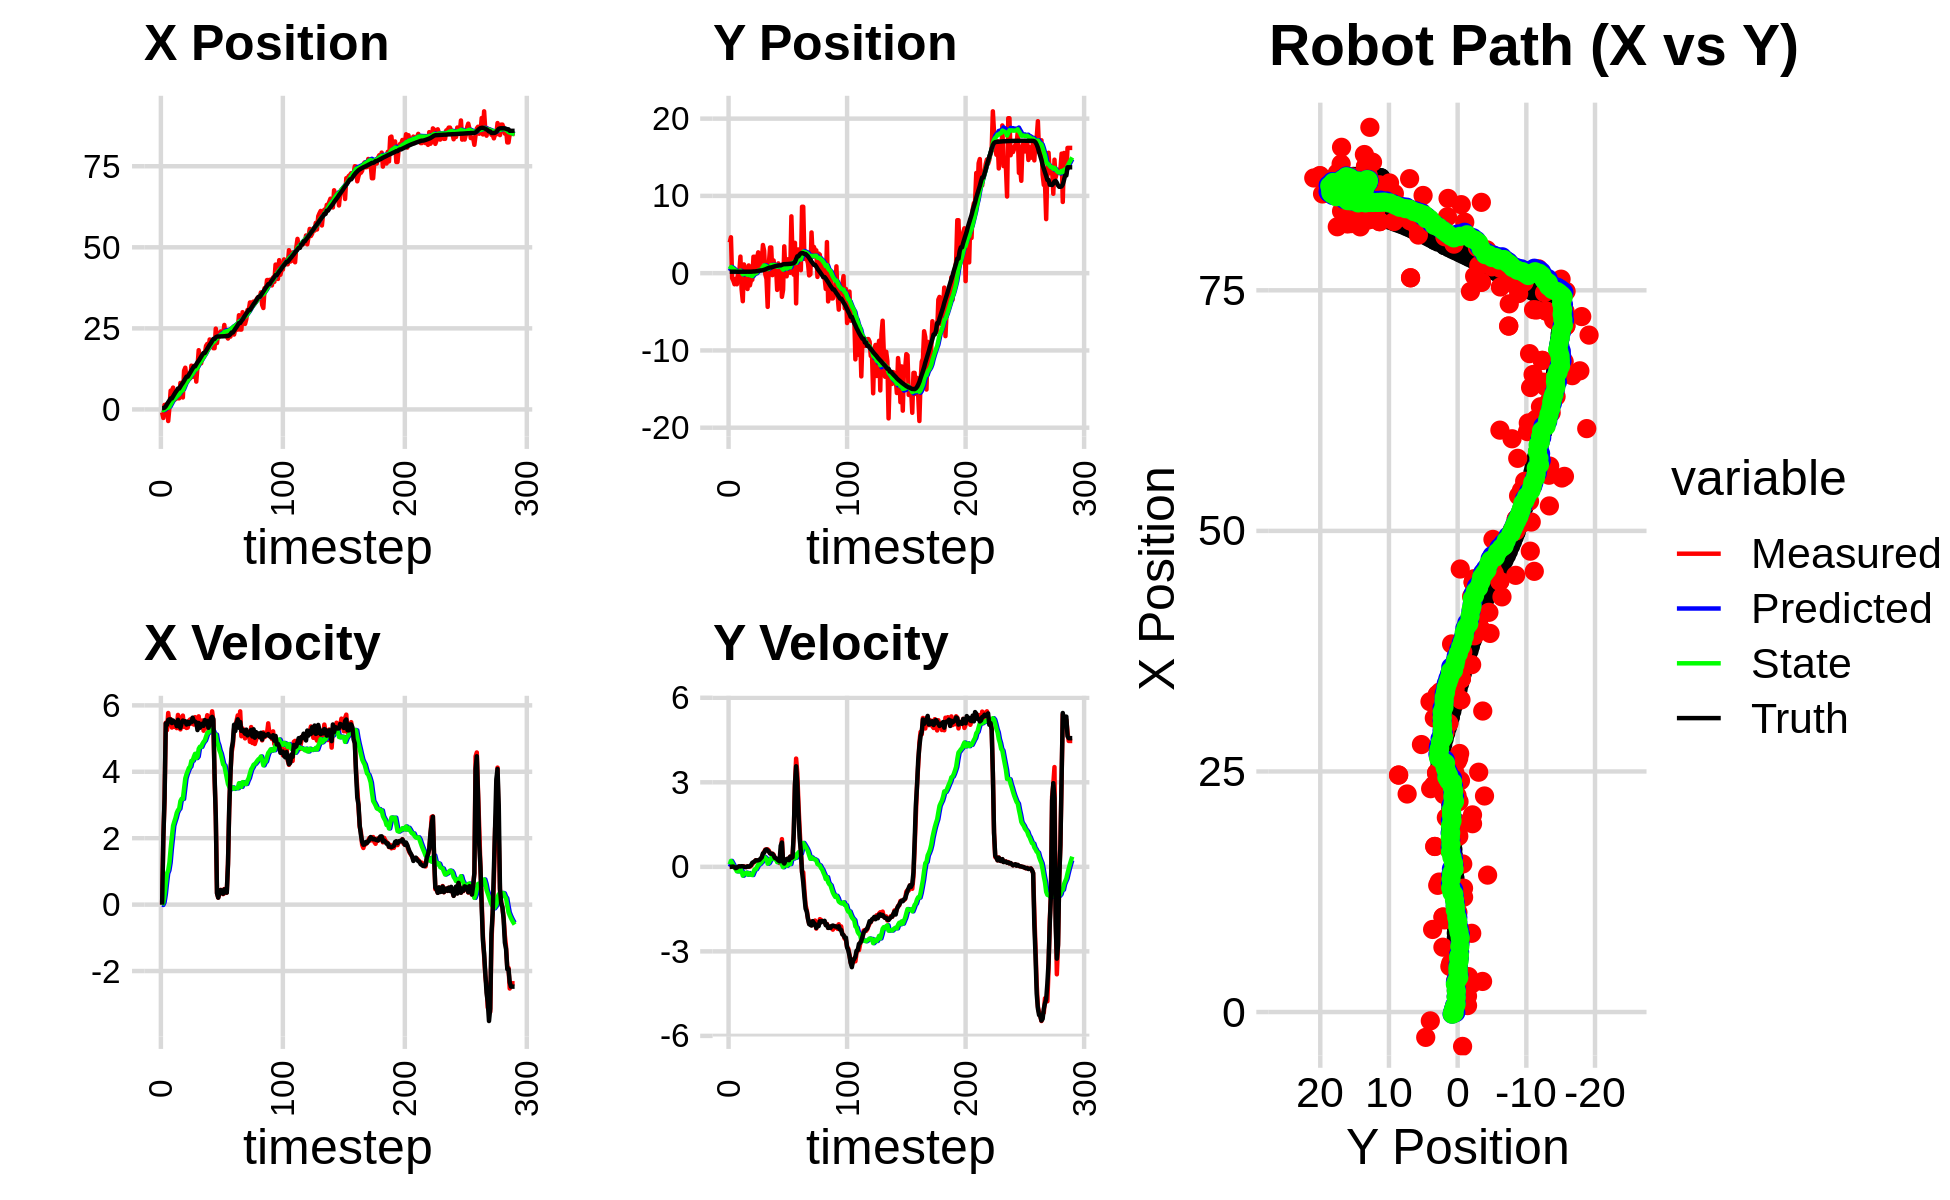 X Position
75
50
25
0
0
100
200
300
timestep
Y Position
20
10
0
-10
-20
0
100
200
300
timestep
X Velocity
6
4
2
0
-2
0
100
200
300
timestep
Y Velocity
6
3
0
-3
-6
0
100
200
300
timestep
Robot Path (X vs Y)
X Position
75
50
25
0
20 10 0 -10 -20
Y Position
variable
Measured
Predicted
State
Truth